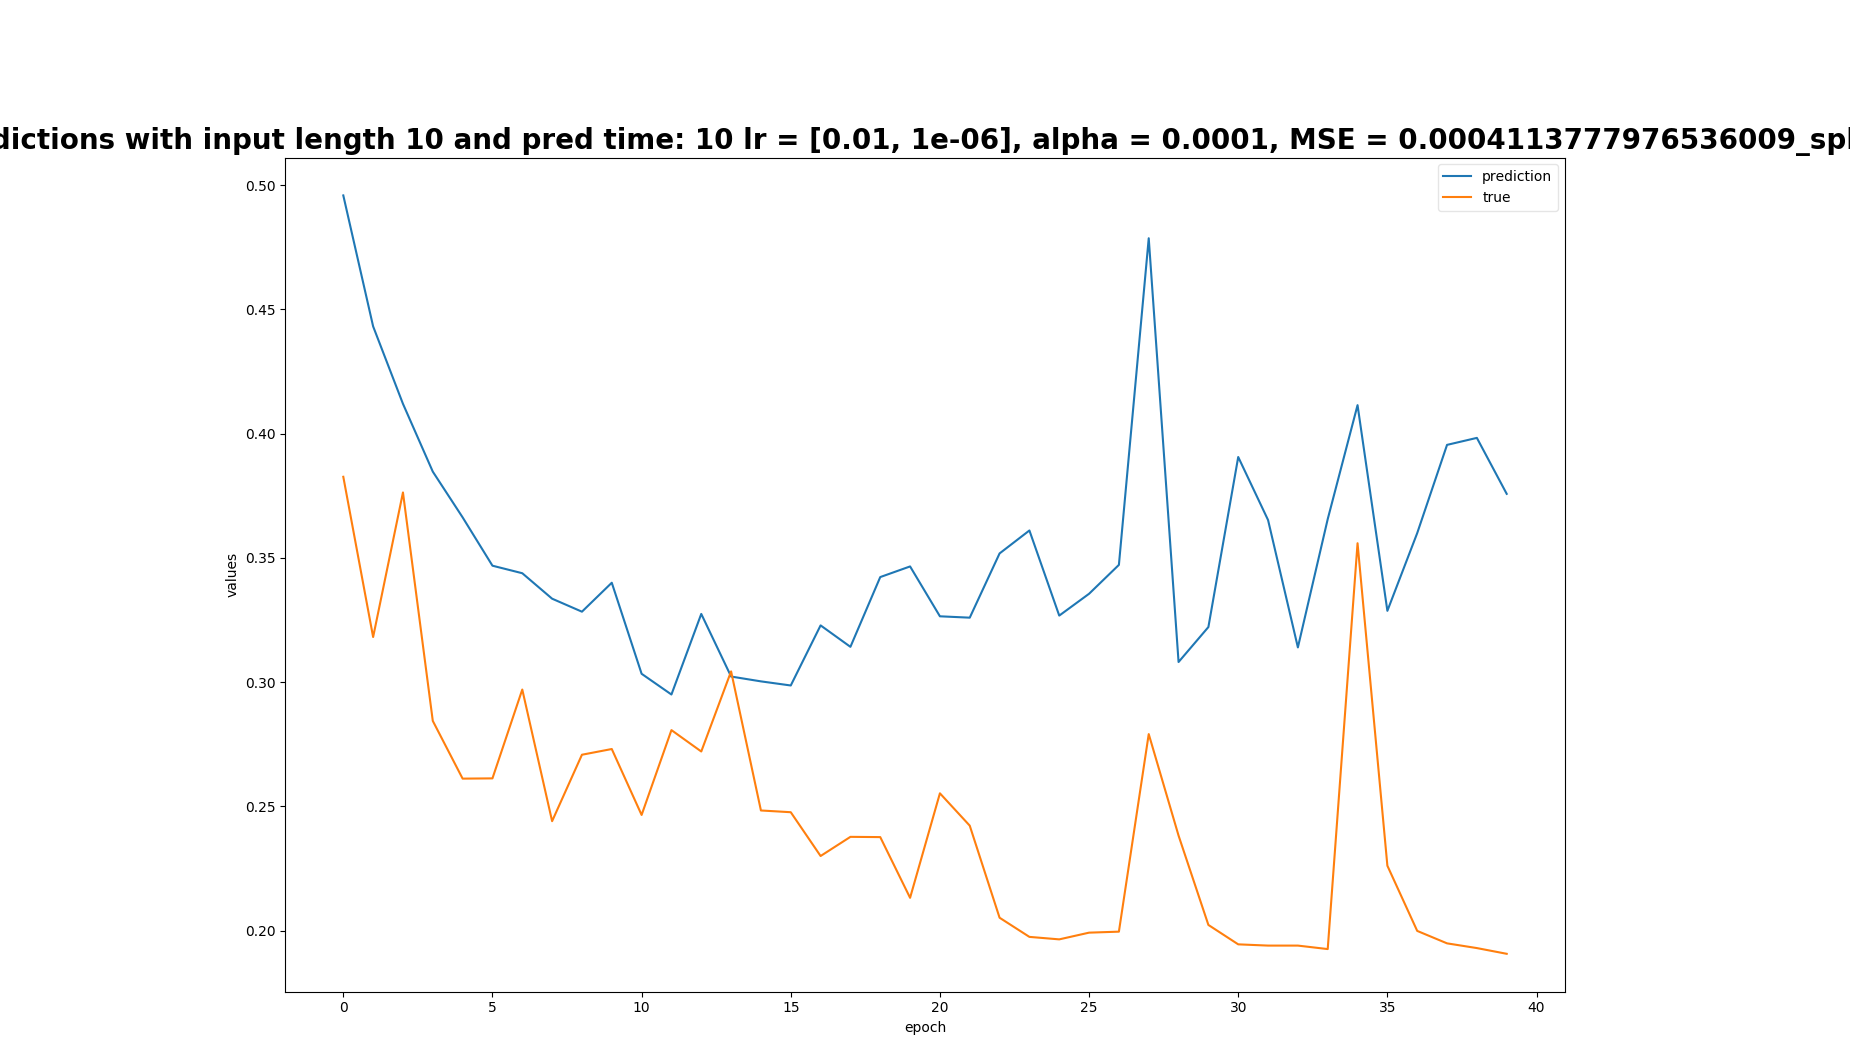 dictions with input length 10 and pred time: 10 lr = [0.01, 1e-06], alpha = 0.0001, MSE = 0.0004113777976536009_spl
prediction
true
0.50
0.45
0.40
0.35
0.30
0.25
0.20
values
0 5 10 15 20 25 30 35 40
epoch